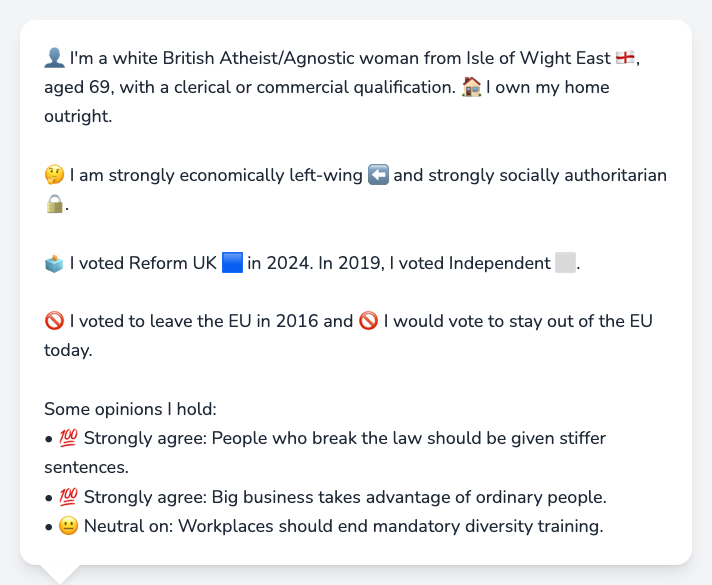 👤 I'm a white British Atheist/Agnostic woman from Isle of Wight East 🏴󠁧󠁢󠁥󠁮󠁧󠁿,
aged 69, with a clerical or commercial qualification. 🏠 I own my home
outright.
🤔 I am strongly economically left-wing ⬅️ and strongly socially authoritarian
🔒.
🗳️ I voted Reform UK 🟦 in 2024. In 2019, I voted Independent ⬜.
🚫 I voted to leave the EU in 2016 and 🚫 I would vote to stay out of the EU
today.
Some opinions I hold:
• 💯 Strongly agree: People who break the law should be given stiffer
sentences.
• 💯 Strongly agree: Big business takes advantage of ordinary people.
• 😐 Neutral on: Workplaces should end mandatory diversity training.